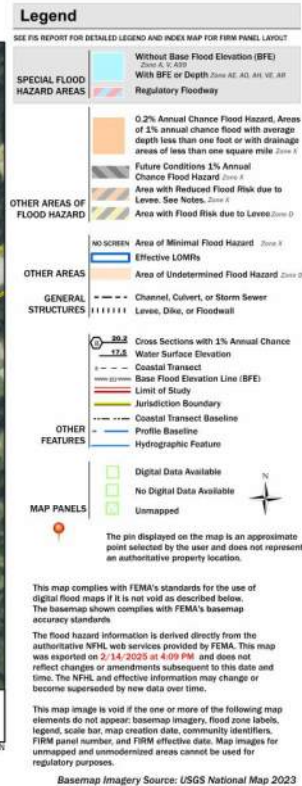 Legend
SEE FIS REPORT FOR DETAILED LEGEND AND INDEX MAP FOR FIRM PANEL LAYOUT
SPECIAL FLOOD
HAZARD AREAS
Without Base Flood Elevation (BFE)
Zone A, V, A99
With BFE or Depth Zone AE, AO, AH, VE, AR
Regulatory Floodway
OTHER AREAS OF
FLOOD HAZARD
0.2% Annual Chance Flood Hazard, Areas
of 1% annual chance flood with average
depth less than one foot or with drainage
areas of less than one square mile Zone X
Future Conditions 1% Annual
Chance Flood Hazard Zone X
Area with Reduced Flood Risk due to
Levee. See Notes. Zone X
Area with Flood Risk due to Levee Zone D
OTHER AREAS
NO SCREEN Area of Minimal Flood Hazard Zone X
Effective LOMRs
Area of Undetermined Flood Hazard Zone D
GENERAL
STRUCTURES
Channel, Culvert, or Storm Sewer
Levee, Dike, or Floodwall
OTHER
FEATURES
20.2 Cross Sections with 1% Annual Chance
17.5 Water Surface Elevation
Coastal Transect
Base Flood Elevation Line (BFE)
Limit of Study
Jurisdiction Boundary
Coastal Transect Baseline
Profile Baseline
Hydrographic Feature
MAP PANELS
Digital Data Available
No Digital Data Available
Unmapped
N
The pin displayed on the map is an approximate
point selected by the user and does not represent
an authoritative property location.
This map complies with FEMA's standards for the use of
digital flood maps if it is not void as described below.
The basemap shown complies with FEMA's basemap
accuracy standards
The flood hazard information is derived directly from the
authoritative NFHL web services provided by FEMA. This map
was exported on 2/14/2025 at 4:09 PM and does not
reflect changes or amendments subsequent to this date and
time. The NFHL and effective information may change or
become superseded by new data over time.
This map image is void if the one or more of the following map
elements do not appear: basemap imagery, flood zone labels,
legend, scale bar, map creation date, community identifiers,
FIRM panel number, and FIRM effective date. Map images for
unmapped and unmodernized areas cannot be used for
regulatory purposes.
Basemap Imagery Source: USGS National Map 2023